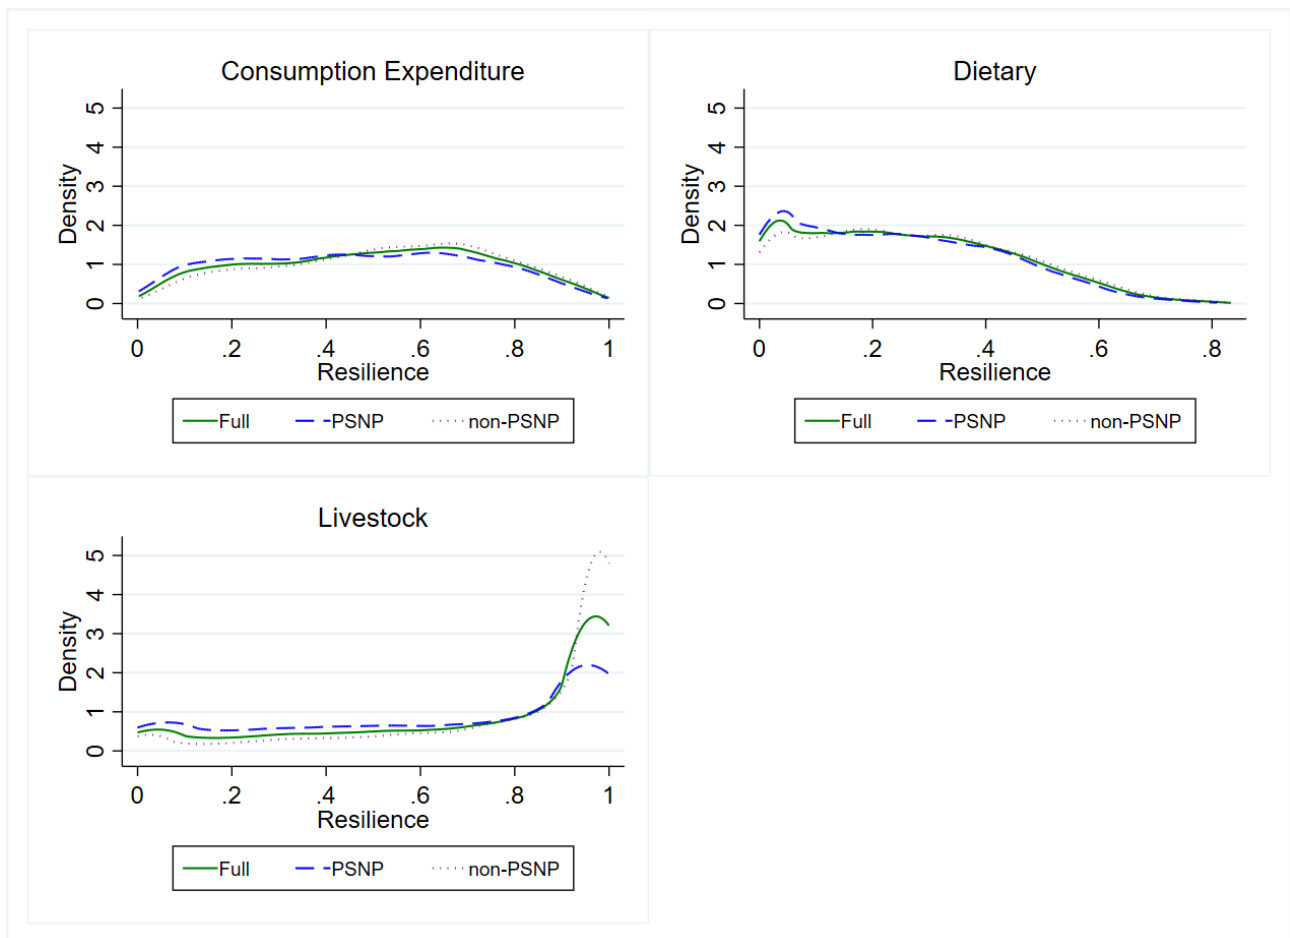 Consumption Expenditure
Density
0 1 2 3 4 5
0 .2 .4 .6 .8 1
Resilience
Full PSNP non-PSNP
Dietary
Density
0 1 2 3 4 5
0 .2 .4 .6 .8
Resilience
Full PSNP non-PSNP
Livestock
Density
0 1 2 3 4 5
0 .2 .4 .6 .8 1
Resilience
Full PSNP non-PSNP